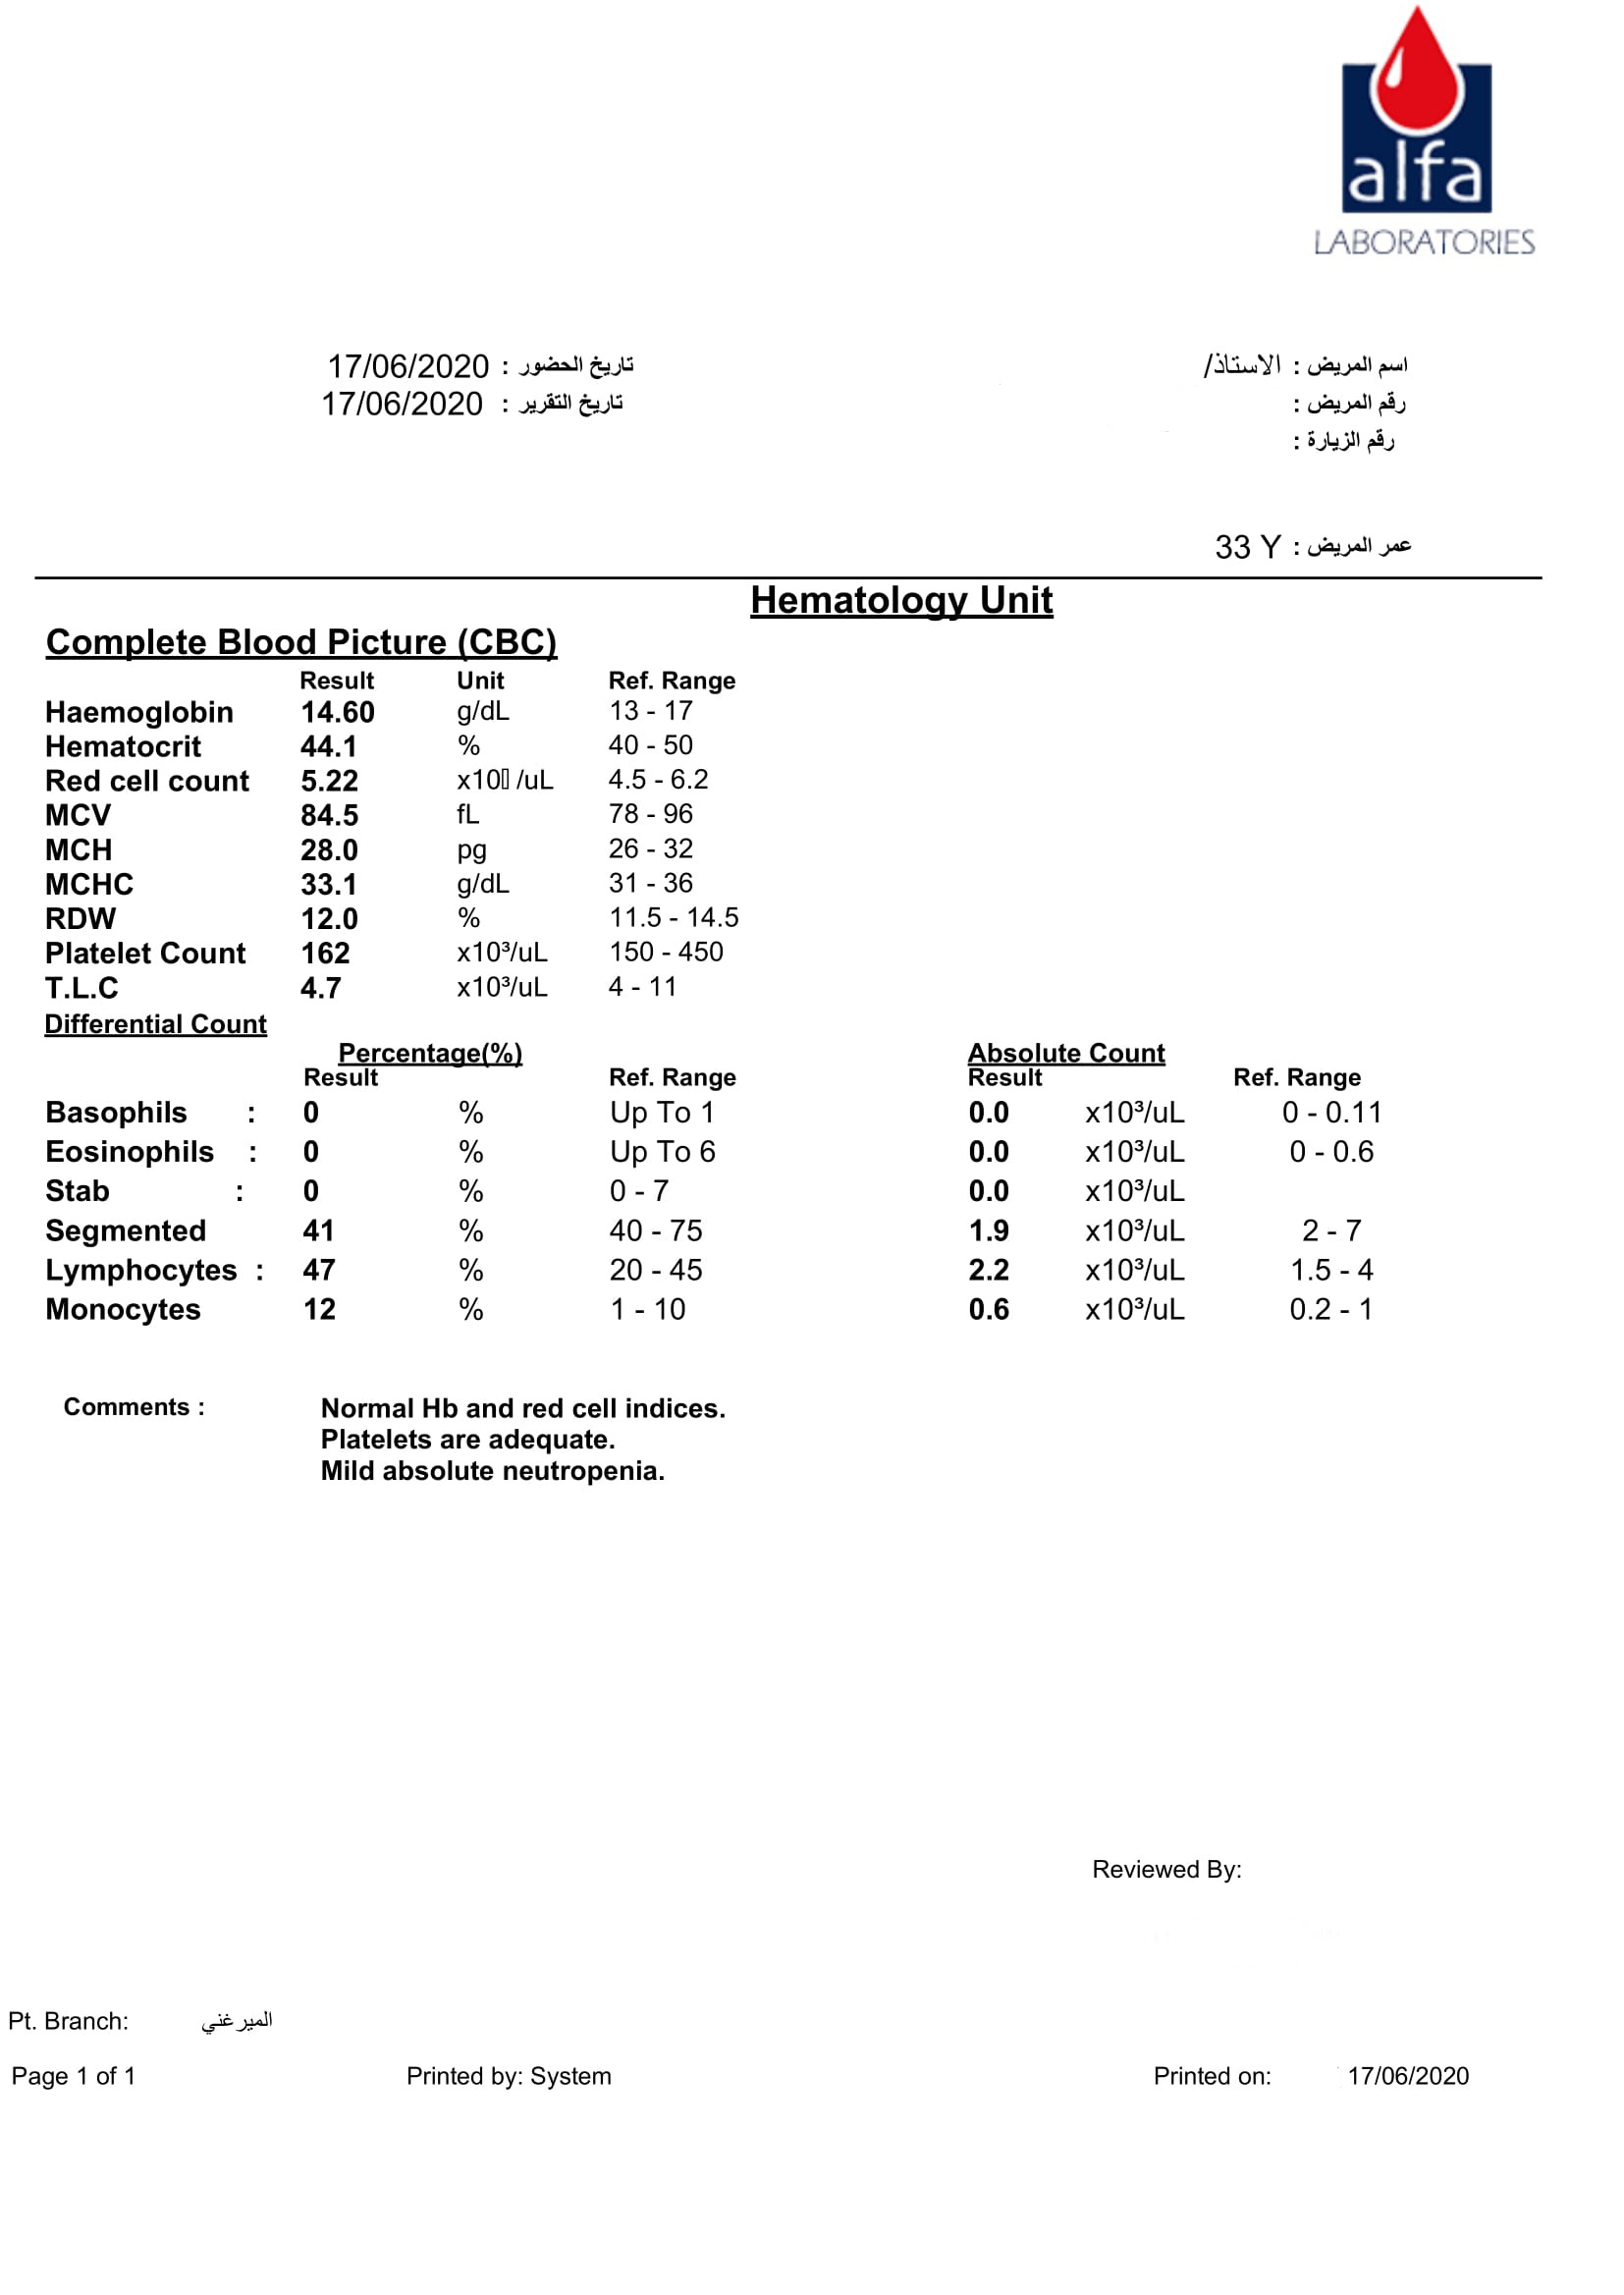 alfa
LABORATORIES
اسم المريض : الاستاذ/
تاريخ الحضور : 17/06/2020
رقم المريض :
تاريخ التقرير : 17/06/2020
رقم الزيارة :
عمر المريض : 33 Y
Hematology Unit
Complete Blood Picture (CBC)
Result Unit Ref. Range
Haemoglobin 14.60 g/dL 13 - 17
Hematocrit 44.1 % 40 - 50
Red cell count 5.22 x10▯ /uL 4.5 - 6.2
MCV 84.5 fL 78 - 96
MCH 28.0 pg 26 - 32
MCHC 33.1 g/dL 31 - 36
RDW 12.0 % 11.5 - 14.5
Platelet Count 162 x10³/uL 150 - 450
T.L.C 4.7 x10³/uL 4 - 11
Differential Count
Percentage(%) Absolute Count
Result Ref. Range Result Ref. Range
Basophils : 0 % Up To 1 0.0 x10³/uL 0 - 0.11
Eosinophils : 0 % Up To 6 0.0 x10³/uL 0 - 0.6
Stab : 0 % 0 - 7 0.0 x10³/uL
Segmented 41 % 40 - 75 1.9 x10³/uL 2 - 7
Lymphocytes : 47 % 20 - 45 2.2 x10³/uL 1.5 - 4
Monocytes 12 % 1 - 10 0.6 x10³/uL 0.2 - 1
Comments : Normal Hb and red cell indices.
Platelets are adequate.
Mild absolute neutropenia.
Reviewed By:
Pt. Branch: الميرغني
Page 1 of 1 Printed by: System Printed on: 17/06/2020